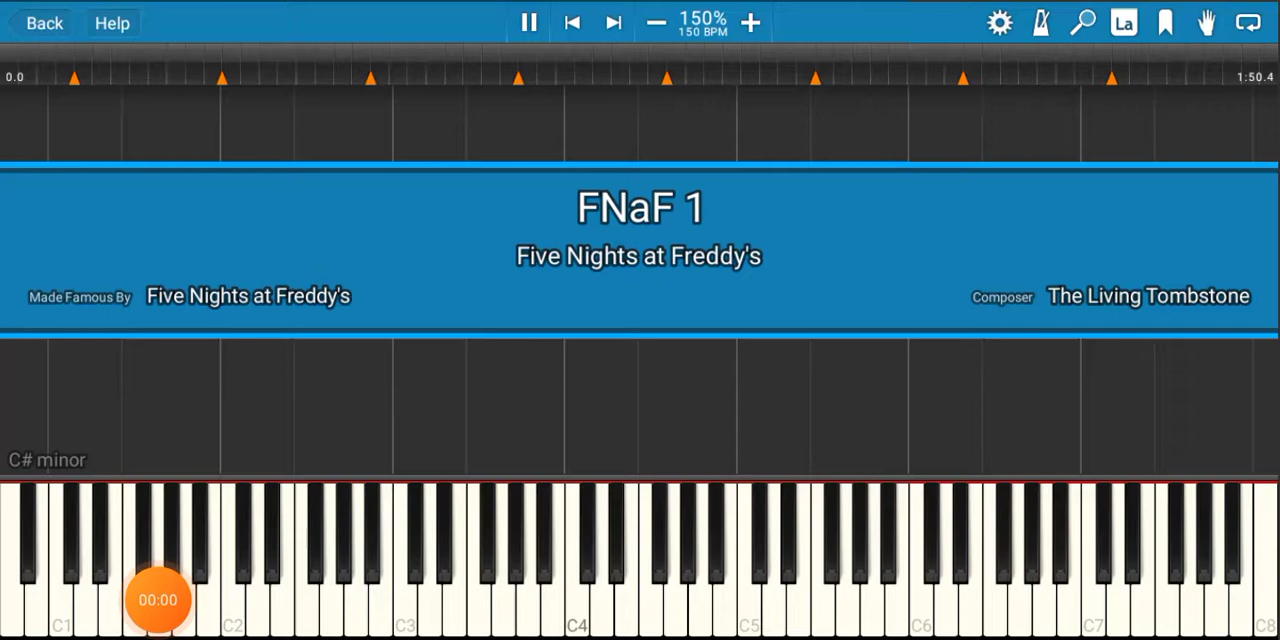 Back
Help
150%
150 BPM
La
0.0
1:50.4
FNaF 1
Five Nights at Freddy's
Made Famous By Five Nights at Freddy's
Composer The Living Tombstone
C# minor
00:00
C1
C2
C3
C4
C5
C6
C7
C8